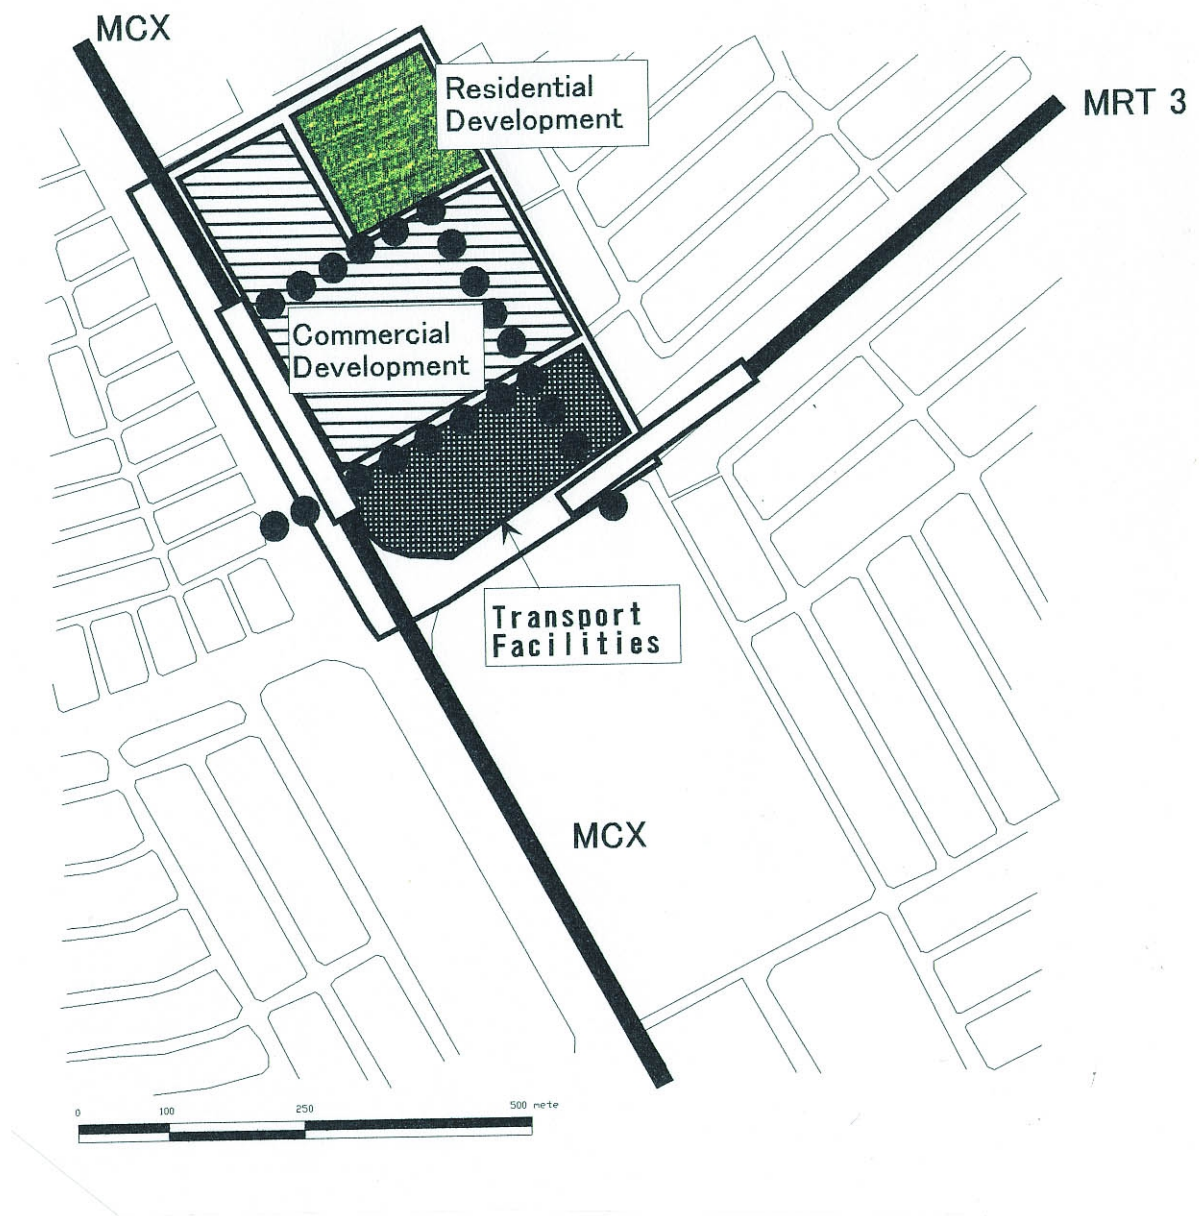 MCX
MRT 3
Residential
Development
Commercial
Development
Transport
Facilities
MCX
0 100 250 500 mete